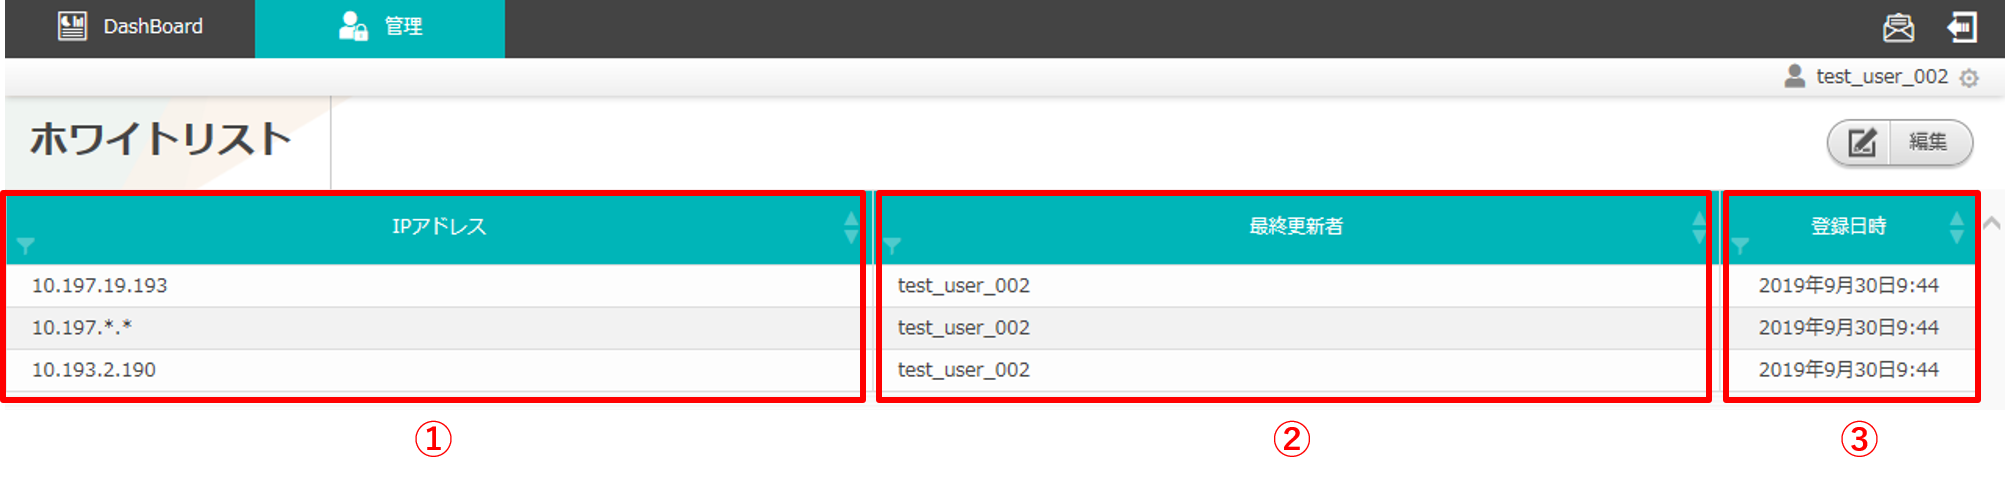 DashBoard 管理
test_user_002
ホワイトリスト 編集
IPアドレス 最終更新者 登録日時
10.197.19.193 test_user_002 2019年9月30日9:44
10.197.*.* test_user_002 2019年9月30日9:44
10.193.2.190 test_user_002 2019年9月30日9:44
① ② ③